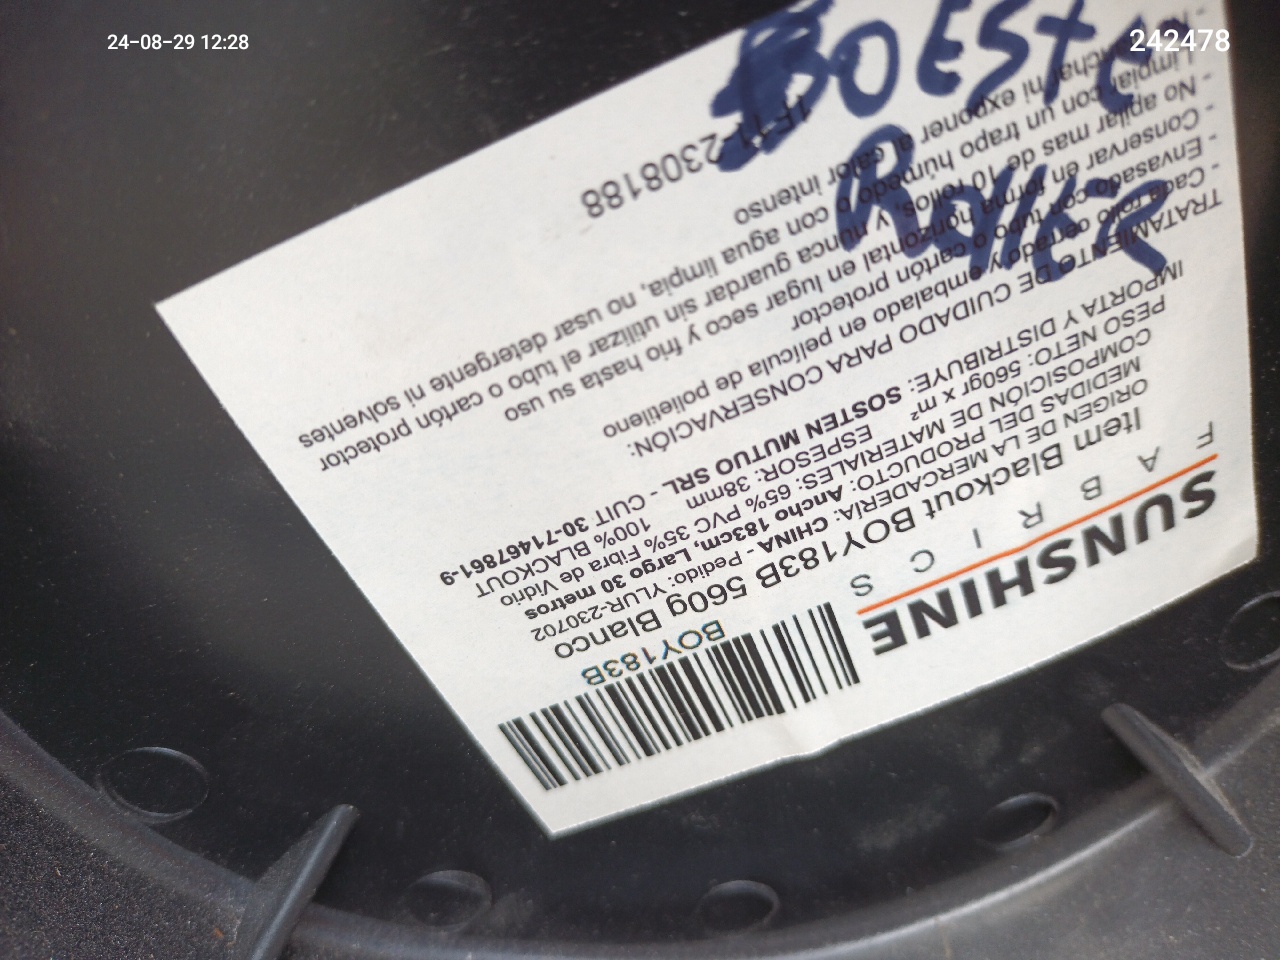 24-08-29 12:28
242478
SUNSHINE
FABRICS
BOY183B
Item Blackout BOY183B 560g Blanco
ORIGEN DE LA MERCADERIA: CHINA - Pedido: YLUR-230702
MEDIDAS DEL PRODUCTO: Ancho 183cm, Largo 30 metros
COMPOSICIÓN DE MATERIALES: 65% PVC 35% Fibra de Vidrio
PESO NETO: 560gr x m² ESPESOR: 38mm 100% BLACKOUT
IMPORTA Y DISTRIBUYE: SOSTEN MUTUO SRL - CUIT 30-71467861-9
TRATAMIENTO DE CUIDADO PARA CONSERVACIÓN:
- Cada rollo cerrado y embalado en película de polietileno
- Envasado con tubo o cartón protector
- Conservar en forma horizontal en lugar seco y frio hasta su uso
- No apilar mas de 10 rollos, y nunca guardar sin utilizar el tubo o cartón protector
- Limpiar con un trapo húmedo o con agua limpia, no usar detergente ni solventes
ni exponer al calor intenso
-2308188
BOESTE
ROllER